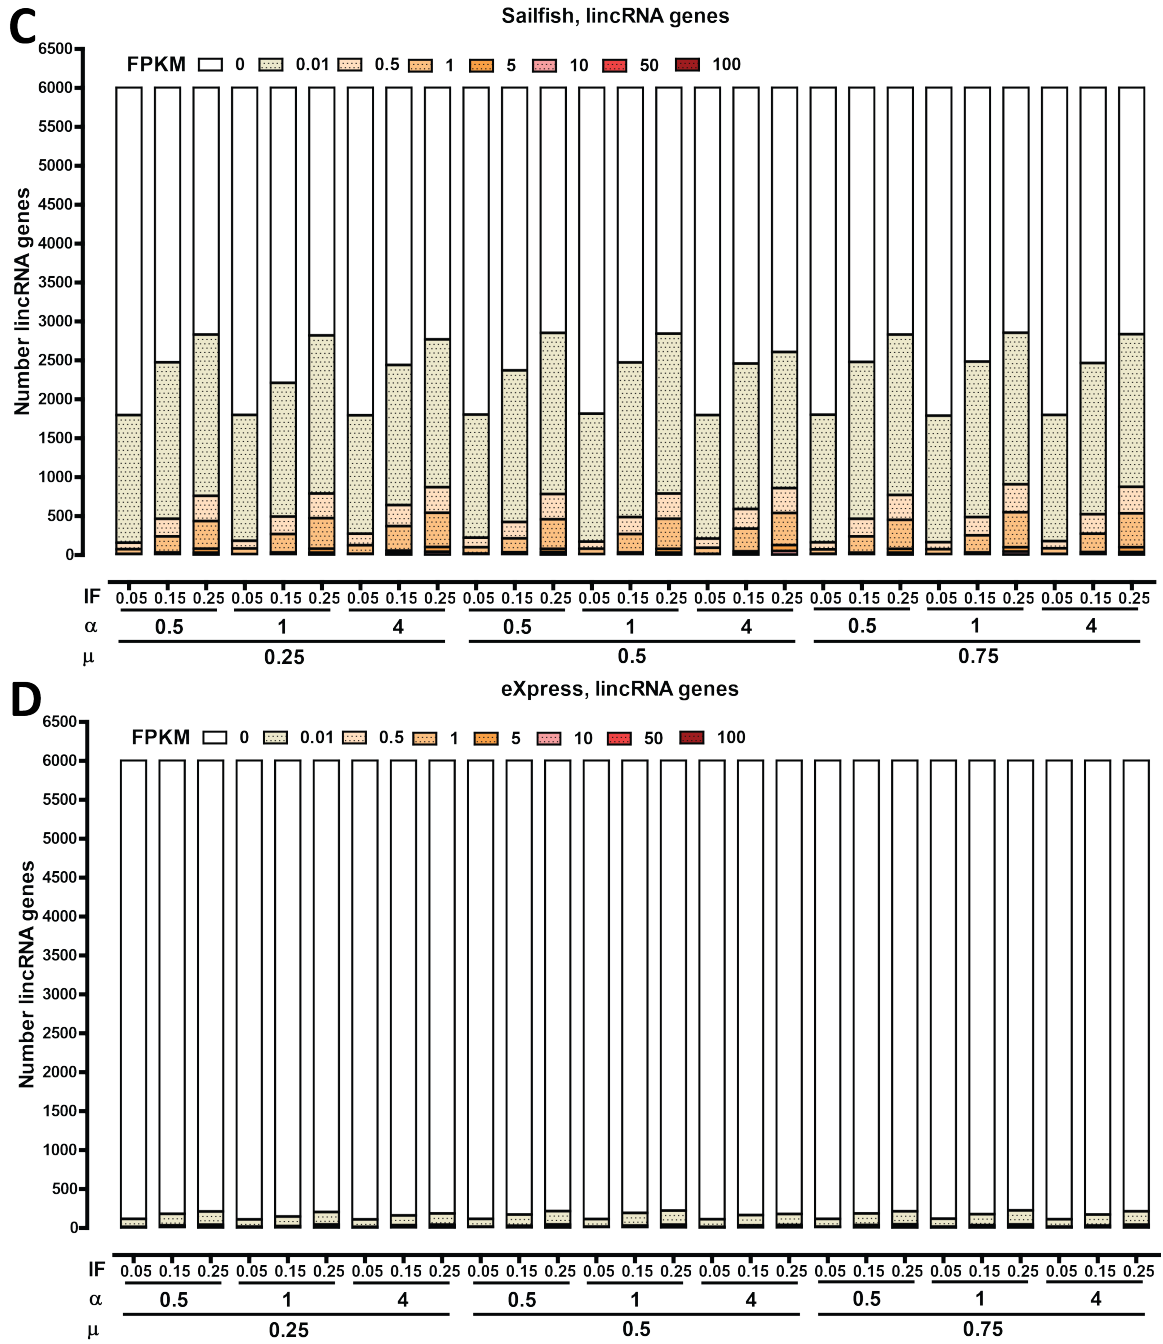 C
Sailfish, lincRNA genes
FPKM 0 0.01 0.5 1 5 10 50 100
Number lincRNA genes
6500
6000
5500
5000
4500
4000
3500
3000
2500
2000
1500
1000
500
0
IF 0.05 0.15 0.25 0.05 0.15 0.25 0.05 0.15 0.25 0.05 0.15 0.25 0.05 0.15 0.25 0.05 0.15 0.25 0.05 0.15 0.25 0.05 0.15 0.25 0.05 0.15 0.25
α 0.5 1 4 0.5 1 4 0.5 1 4
μ 0.25 0.5 0.75
D
eXpress, lincRNA genes
FPKM 0 0.01 0.5 1 5 10 50 100
Number lincRNA genes
6500
6000
5500
5000
4500
4000
3500
3000
2500
2000
1500
1000
500
0
IF 0.05 0.15 0.25 0.05 0.15 0.25 0.05 0.15 0.25 0.05 0.15 0.25 0.05 0.15 0.25 0.05 0.15 0.25 0.05 0.15 0.25 0.05 0.15 0.25 0.05 0.15 0.25
α 0.5 1 4 0.5 1 4 0.5 1 4
μ 0.25 0.5 0.75